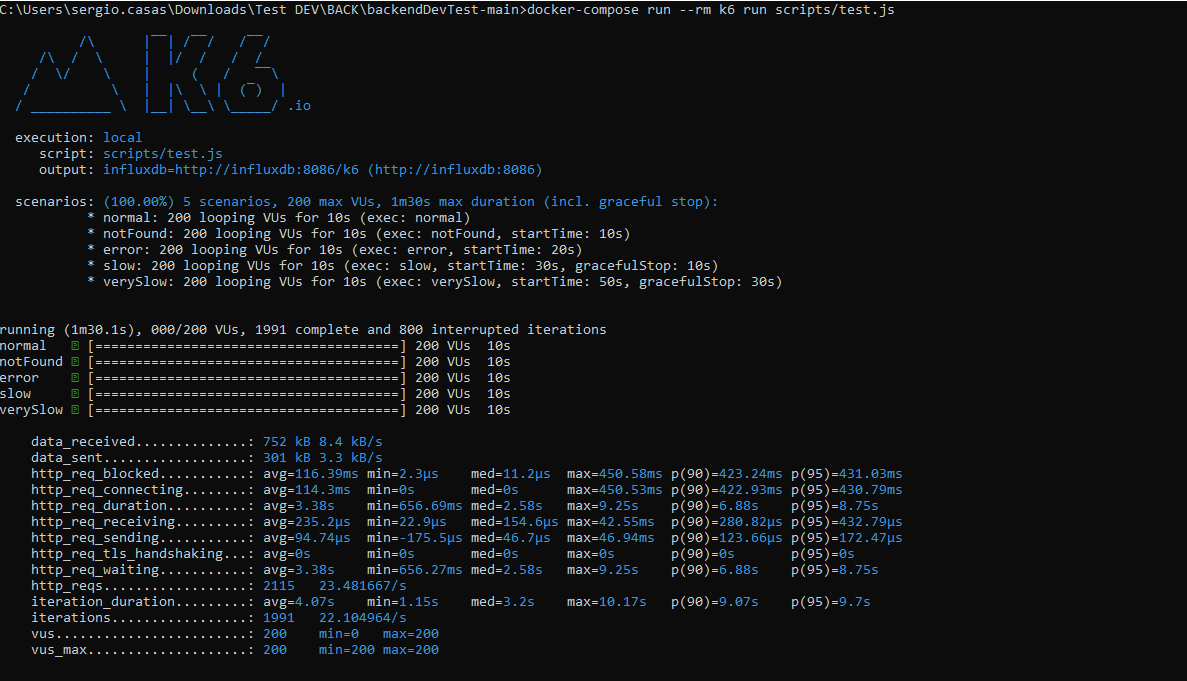 C:\Users\sergio.casas\Downloads\Test DEV\BACK\backendDevTest-main>docker-compose run --rm k6 run scripts/test.js
.io
execution: local
script: scripts/test.js
output: influxdb=http://influxdb:8086/k6 (http://influxdb:8086)
scenarios: (100.00%) 5 scenarios, 200 max VUs, 1m30s max duration (incl. graceful stop):
* normal: 200 looping VUs for 10s (exec: normal)
* notFound: 200 looping VUs for 10s (exec: notFound, startTime: 10s)
* error: 200 looping VUs for 10s (exec: error, startTime: 20s)
* slow: 200 looping VUs for 10s (exec: slow, startTime: 30s, gracefulStop: 10s)
* verySlow: 200 looping VUs for 10s (exec: verySlow, startTime: 50s, gracefulStop: 30s)
running (1m30.1s), 000/200 VUs, 1991 complete and 800 interrupted iterations
normal [======================================] 200 VUs 10s
notFound [======================================] 200 VUs 10s
error [======================================] 200 VUs 10s
slow [======================================] 200 VUs 10s
verySlow [======================================] 200 VUs 10s
data_received..............: 752 kB 8.4 kB/s
data_sent..................: 301 kB 3.3 kB/s
http_req_blocked...........: avg=116.39ms min=2.3µs med=11.2µs max=450.58ms p(90)=423.24ms p(95)=431.03ms
http_req_connecting........: avg=114.3ms min=0s med=0s max=450.53ms p(90)=422.93ms p(95)=430.79ms
http_req_duration..........: avg=3.38s min=656.69ms med=2.58s max=9.25s p(90)=6.88s p(95)=8.75s
http_req_receiving.........: avg=235.2µs min=22.9µs med=154.6µs max=42.55ms p(90)=280.82µs p(95)=432.79µs
http_req_sending...........: avg=94.74µs min=-175.5µs med=46.7µs max=46.94ms p(90)=123.66µs p(95)=172.47µs
http_req_tls_handshaking...: avg=0s min=0s med=0s max=0s p(90)=0s p(95)=0s
http_req_waiting...........: avg=3.38s min=656.27ms med=2.58s max=9.25s p(90)=6.88s p(95)=8.75s
http_reqs..................: 2115 23.481667/s
iteration_duration.........: avg=4.07s min=1.15s med=3.2s max=10.17s p(90)=9.07s p(95)=9.7s
iterations.................: 1991 22.104964/s
vus........................: 200 min=0 max=200
vus_max....................: 200 min=200 max=200